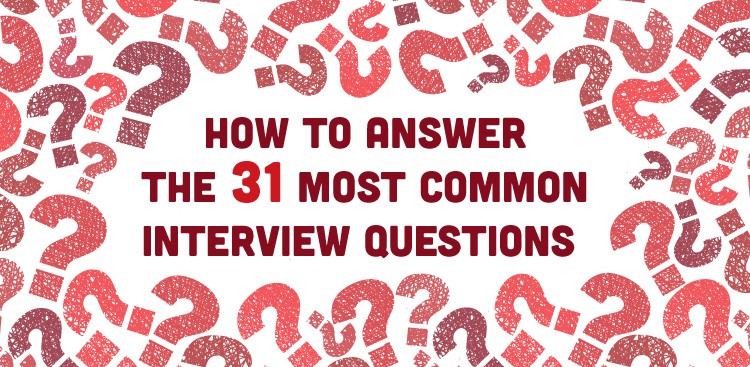 HOW TO ANSWER
THE 31 MOST COMMON
INTERVIEW QUESTIONS